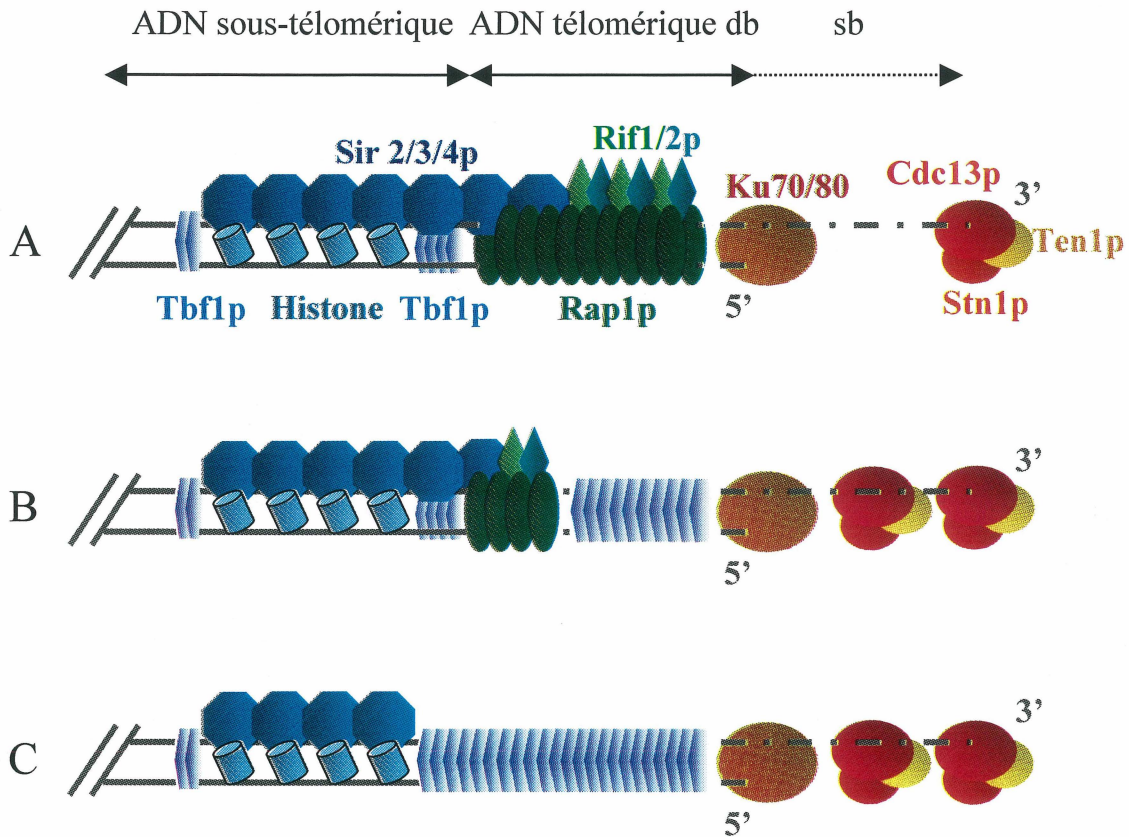 ADN sous-télomérique ADN télomérique db sb
Rif1/2p
Sir 2/3/4p
Ku70/80 Cdc13p
3’
A
Ten1p
Tbf1p Histone Tbf1p Rap1p 5’ Stn1p
3’
B
5’
3’
C
5’